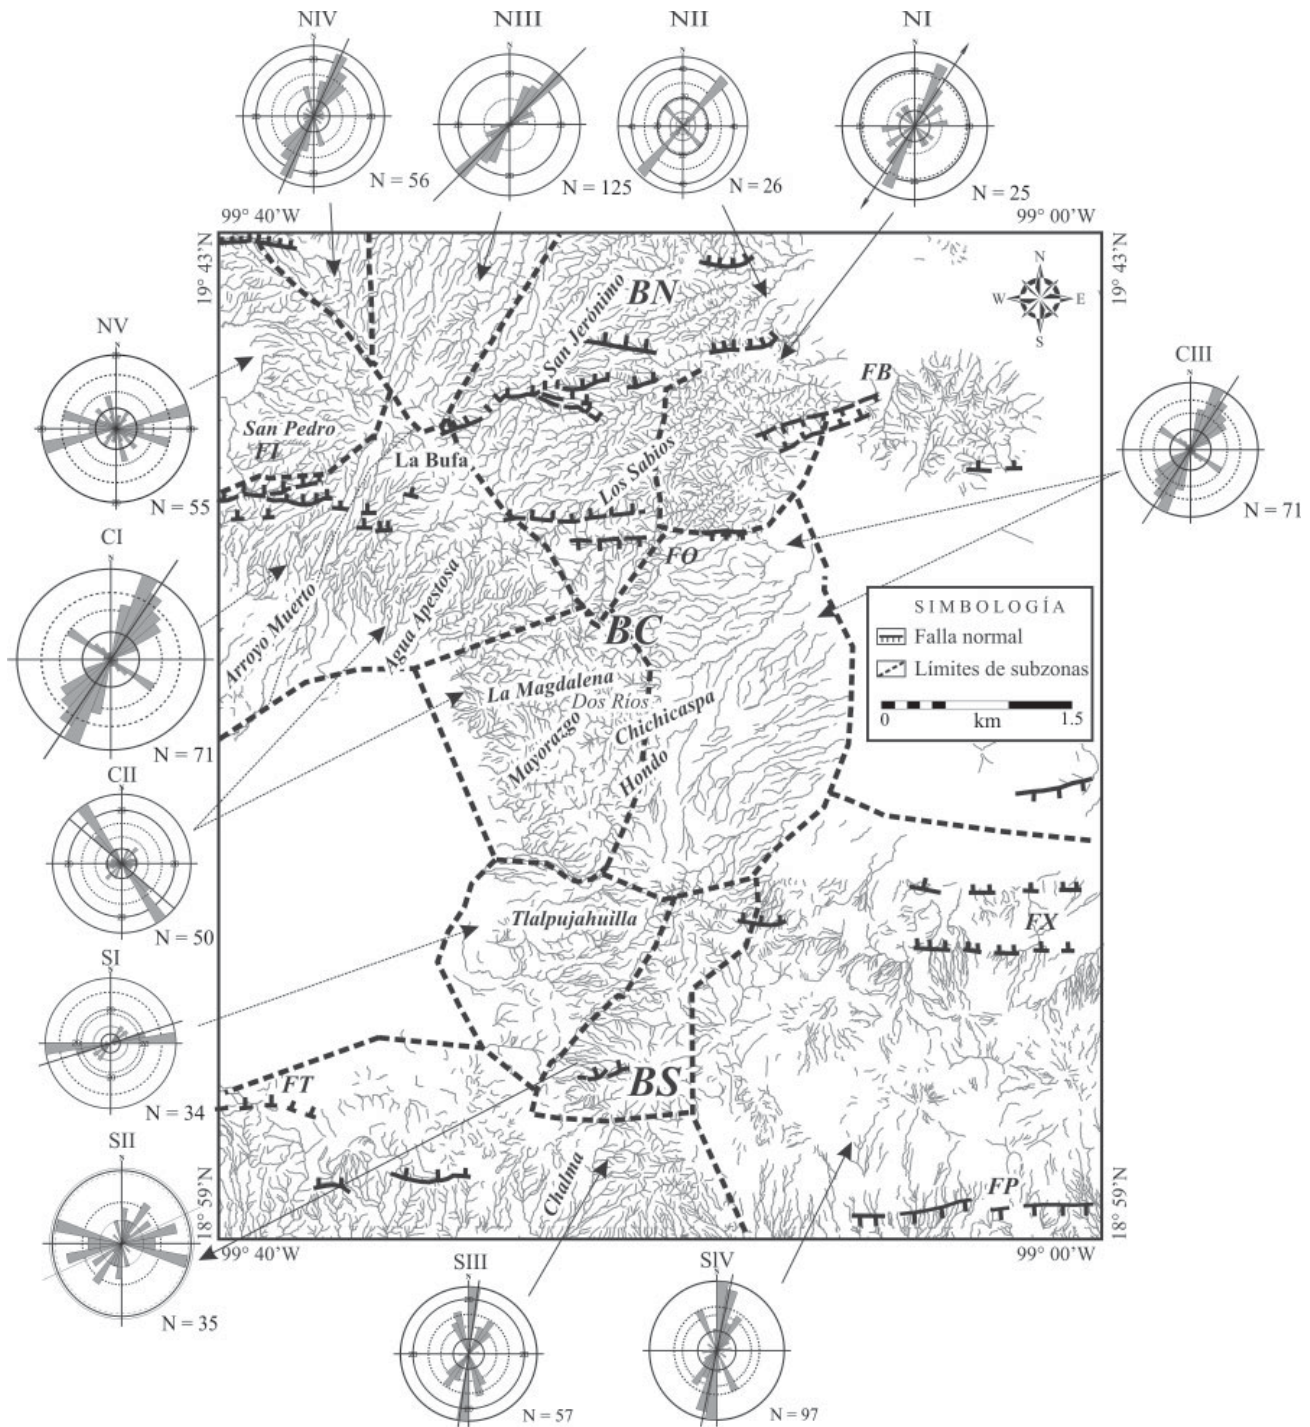 NIV
NIII
NII
NI
N = 56
N = 125
N = 26
N = 25
99° 40'W
99° 00'W
19° 43'N
19° 43'N
N
W
E
S
BN
San Jerónimo
NV
N = 55
FB
CIII
N = 71
San Pedro
FI
La Bufa
Los Sabios
FO
CI
N = 71
Arroyo Muerto
Agua Apestosa
BC
SIMBOLOGÍA
Falla normal
Límites de subzonas
0
1.5
km
La Magdalena
Dos Ríos
Mayorazgo
Chichicaspa
Hondo
CII
N = 50
Tlalpujahuilla
FX
SI
N = 34
FT
BS
SII
N = 35
Chalma
FP
18° 59'N
18° 59'N
99° 40'W
99° 00'W
SIII
N = 57
SIV
N = 97